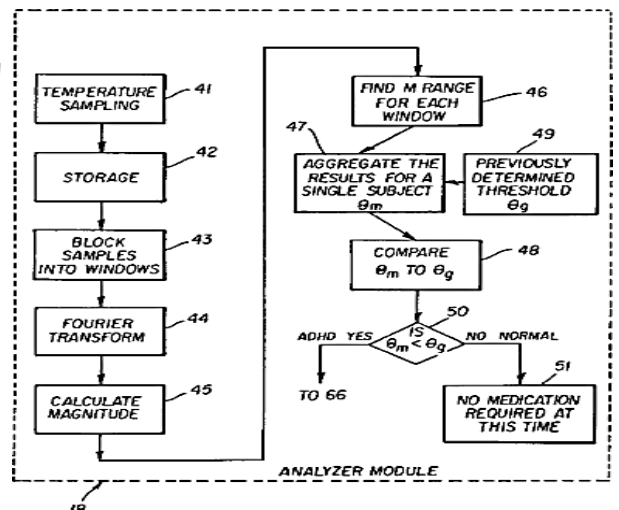 41
TEMPERATURE
SAMPLING
42
STORAGE
43
BLOCK
SAMPLES
INTO WINDOWS
44
FOURIER
TRANSFORM
45
CALCULATE
MAGNITUDE
46
FIND M RANGE
FOR EACH
WINDOW
47
AGGREGATE THE
RESULTS FOR A
SINGLE SUBJECT
θm
49
PREVIOUSLY
DETERMINED
THRESHOLD
θg
48
COMPARE
θm TO θg
50
IS
θm < θg
ADHD YES
NO NORMAL
TO 66
51
NO MEDICATION
REQUIRED AT
THIS TIME
ANALYZER MODULE
18